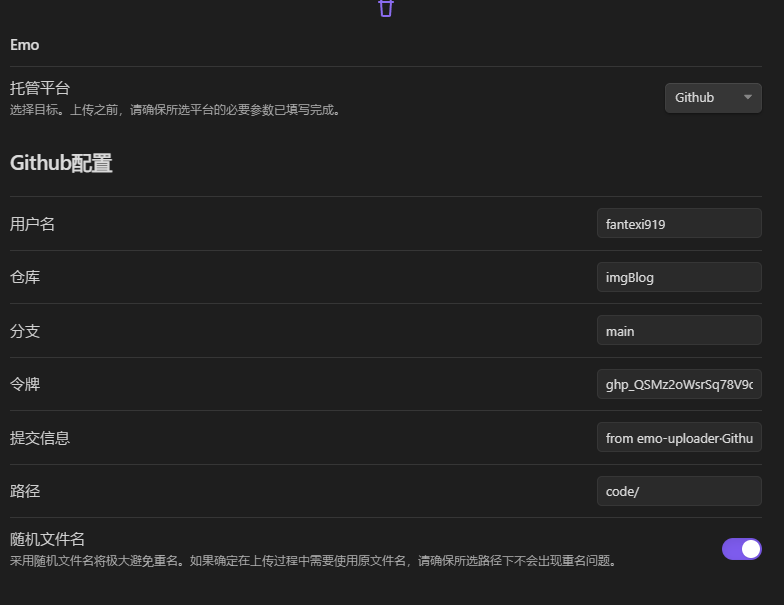 Emo
托管平台
选择目标。上传之前，请确保所选平台的必要参数已填写完成。
Github
Github配置
用户名
fantexi919
仓库
imgBlog
分支
main
令牌
ghp_QSMz2oWsrSq78V9c
提交信息
from emo-uploader·Githu
路径
code/
随机文件名
采用随机文件名将极大避免重名。如果确定在上传过程中需要使用原文件名，请确保所选路径下不会出现重名问题。